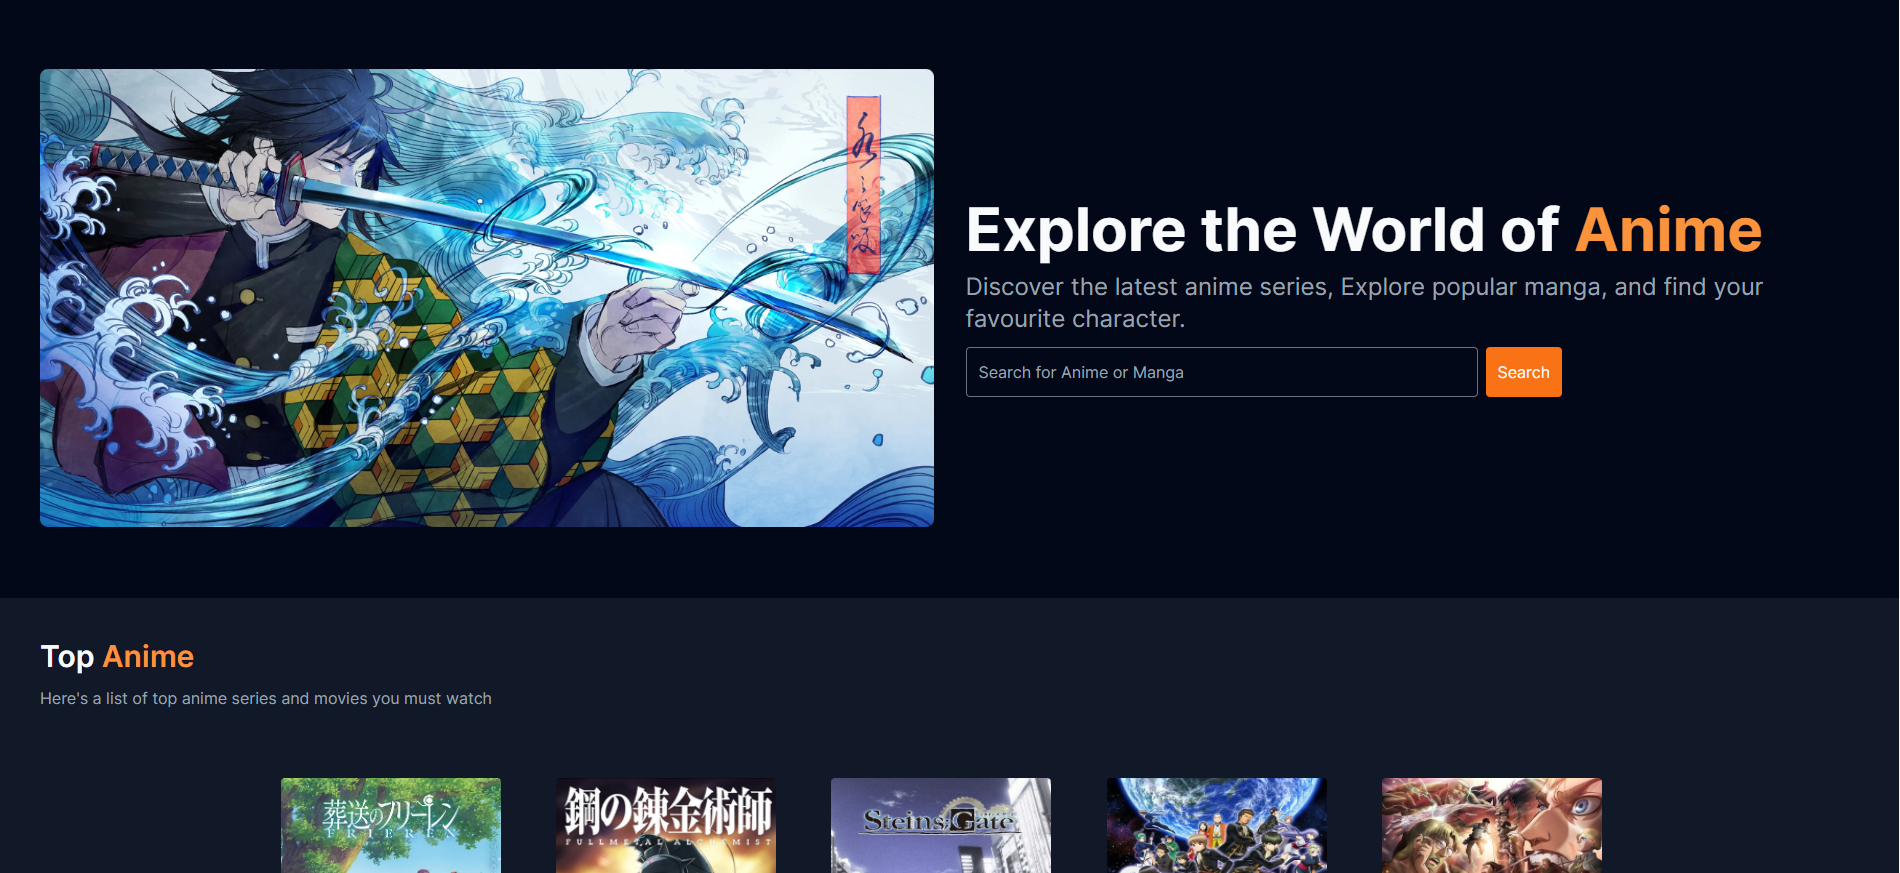 Explore the World of Anime
Discover the latest anime series, Explore popular manga, and find your
favourite character.
Search for Anime or Manga
Search
Top Anime
Here's a list of top anime series and movies you must watch
葬送のフリーレン
FRIEREN
鋼の錬金術師
FULLMETAL ALCHEMIST
Steins;Gate